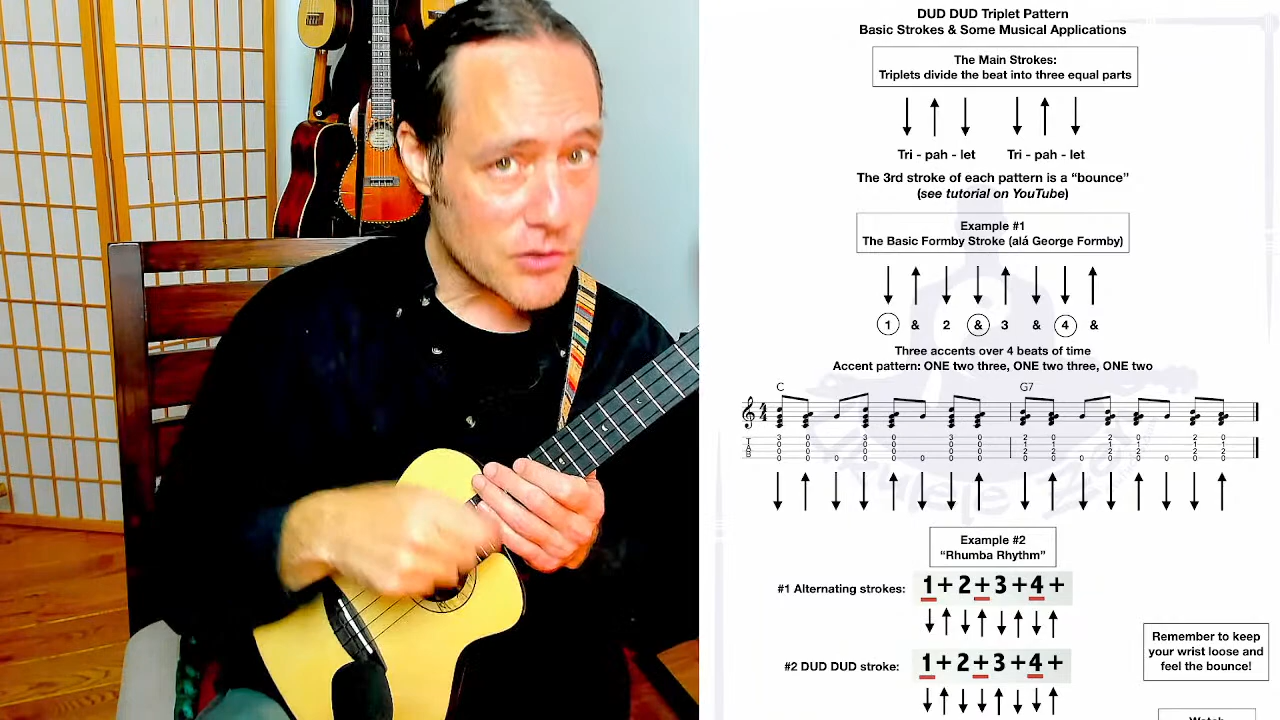 DUD DUD Triplet Pattern
Basic Strokes & Some Musical Applications
The Main Strokes:
Triplets divide the beat into three equal parts
Tri - pah - let Tri - pah - let
The 3rd stroke of each pattern is a “bounce”
(see tutorial on YouTube)
Example #1
The Basic Formby Stroke (alá George Formby)
1 & 2 & 3 & 4 &
Three accents over 4 beats of time
Accent pattern: ONE two three, ONE two three, ONE two
C G7
Example #2
“Rhumba Rhythm”
#1 Alternating strokes: 1+2+3+4+
#2 DUD DUD stroke: 1+2+3+4+
Remember to keep
your wrist loose and
feel the bounce!